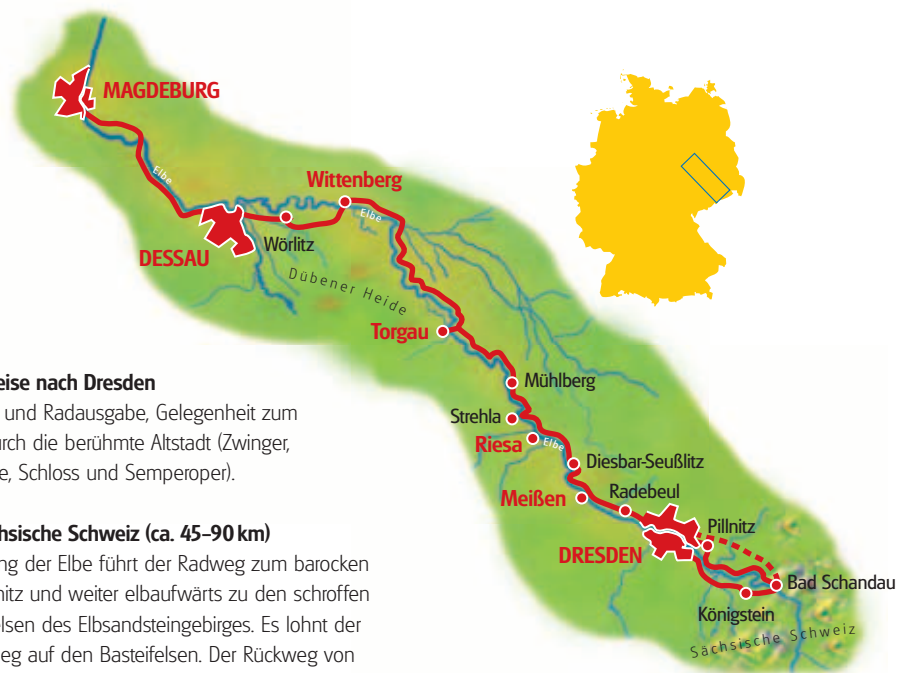 MAGDEBURG
Elbe
Wittenberg
Elbe
Wörlitz
DESSAU
Dübener Heide
Torgau
Mühlberg
Strehla
Riesa
Elbe
Diesbar-Seußlitz
Meißen
Radebeul
Pillnitz
DRESDEN
Bad Schandau
Königstein
Sächsische Schweiz
eise nach Dresden
und Radausgabe, Gelegenheit zum
urch die berühmte Altstadt (Zwinger,
e, Schloss und Semperoper).
hsische Schweiz (ca. 45–90 km)
ng der Elbe führt der Radweg zum barocken
nitz und weiter elbaufwärts zu den schroffen
elsen des Elbsandsteingebirges. Es lohnt der
eg auf den Basteifelsen. Der Rückweg von